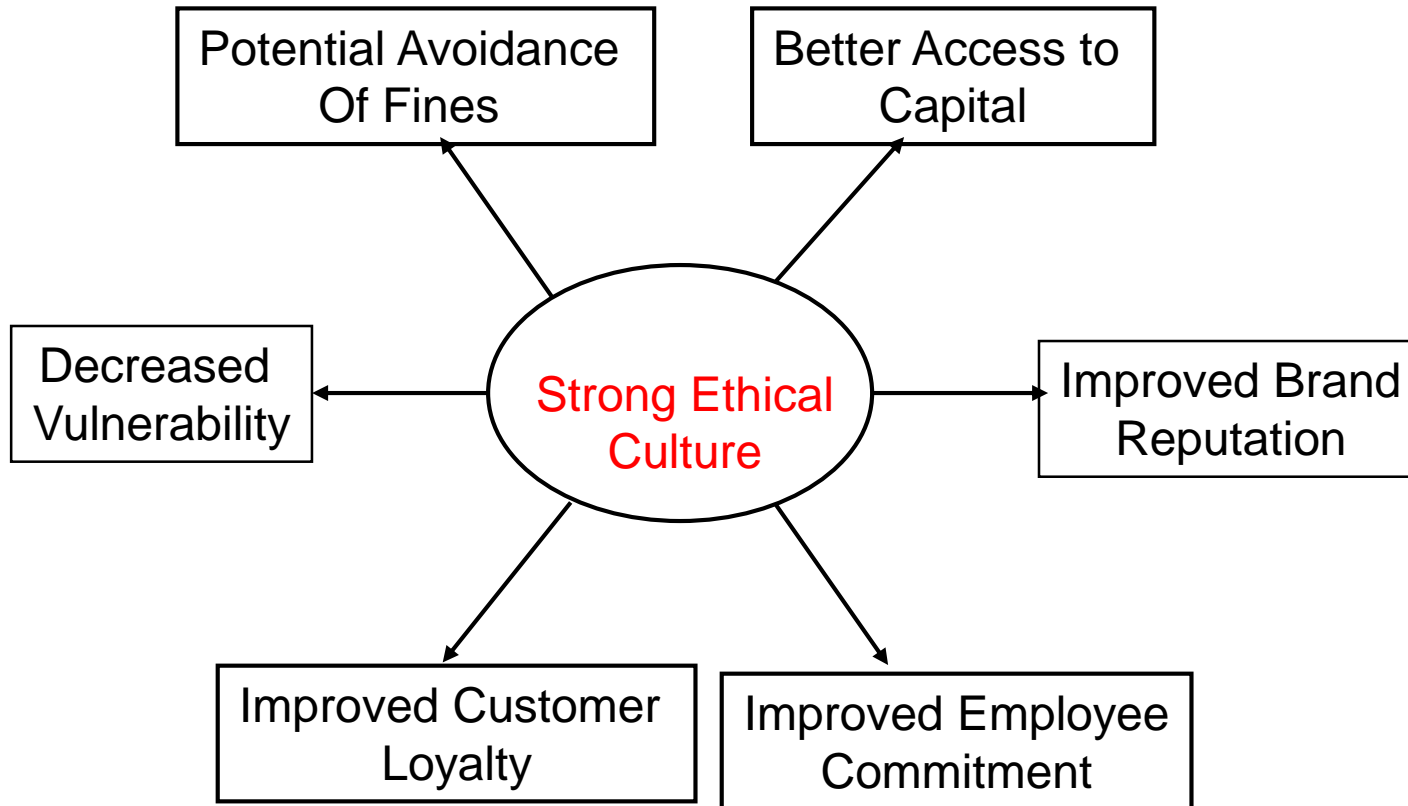 Potential Avoidance
Of Fines
Better Access to
Capital
Decreased
Vulnerability
Strong Ethical
Culture
Improved Brand
Reputation
Improved Customer
Loyalty
Improved Employee
Commitment